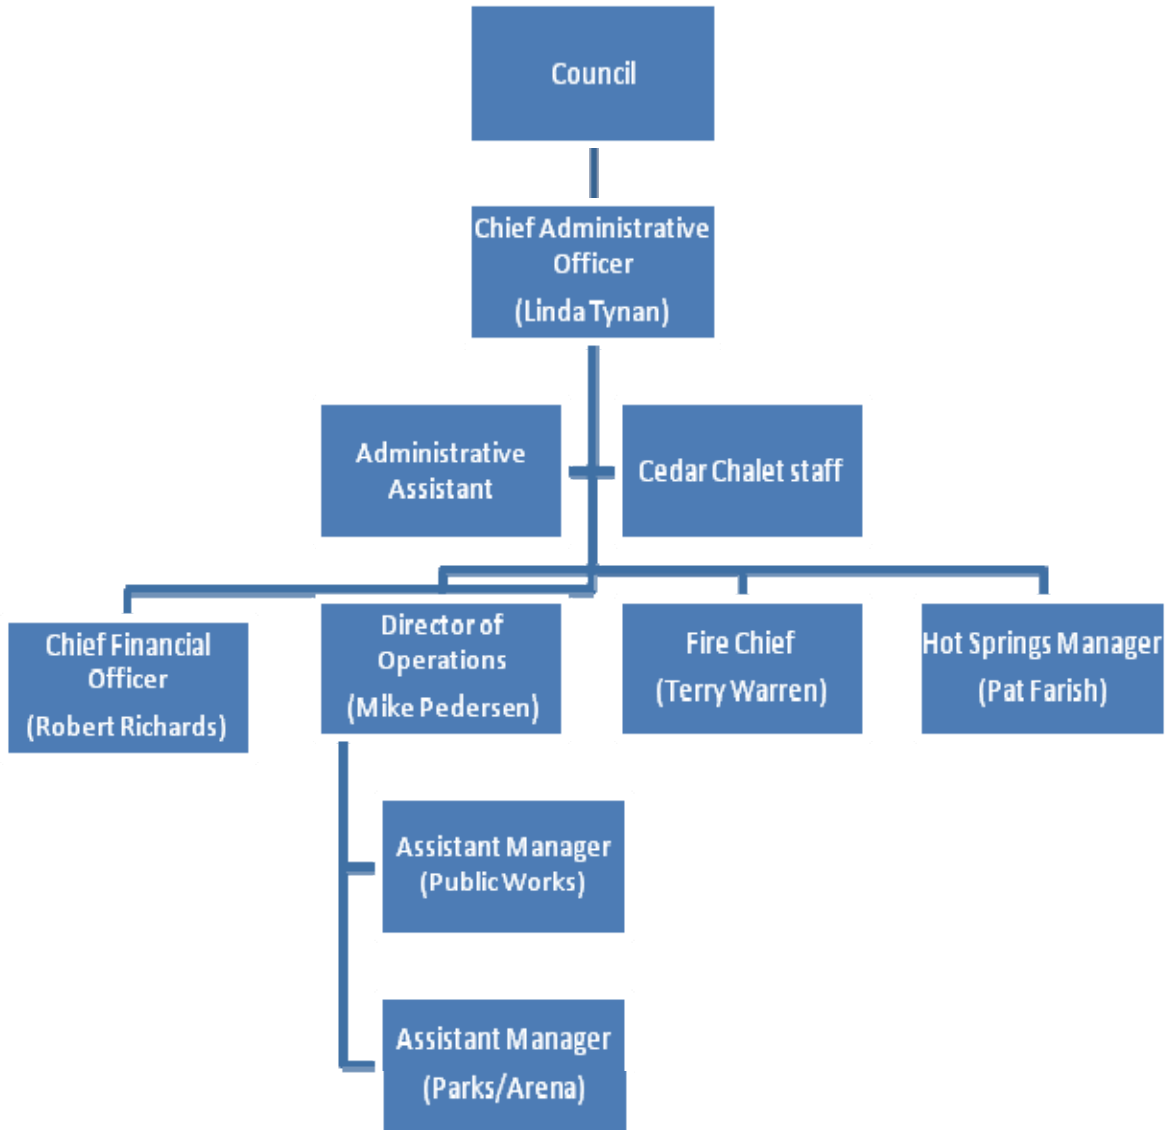 Council
Chief Administrative
Officer
(Linda Tynan)
Administrative
Assistant
Cedar Chalet staff
Chief Financial
Officer
(Robert Richards)
Director of
Operations
(Mike Pedersen)
Fire Chief
(Terry Warren)
Hot Springs Manager
(Pat Farish)
Assistant Manager
(Public Works)
Assistant Manager
(Parks/Arena)